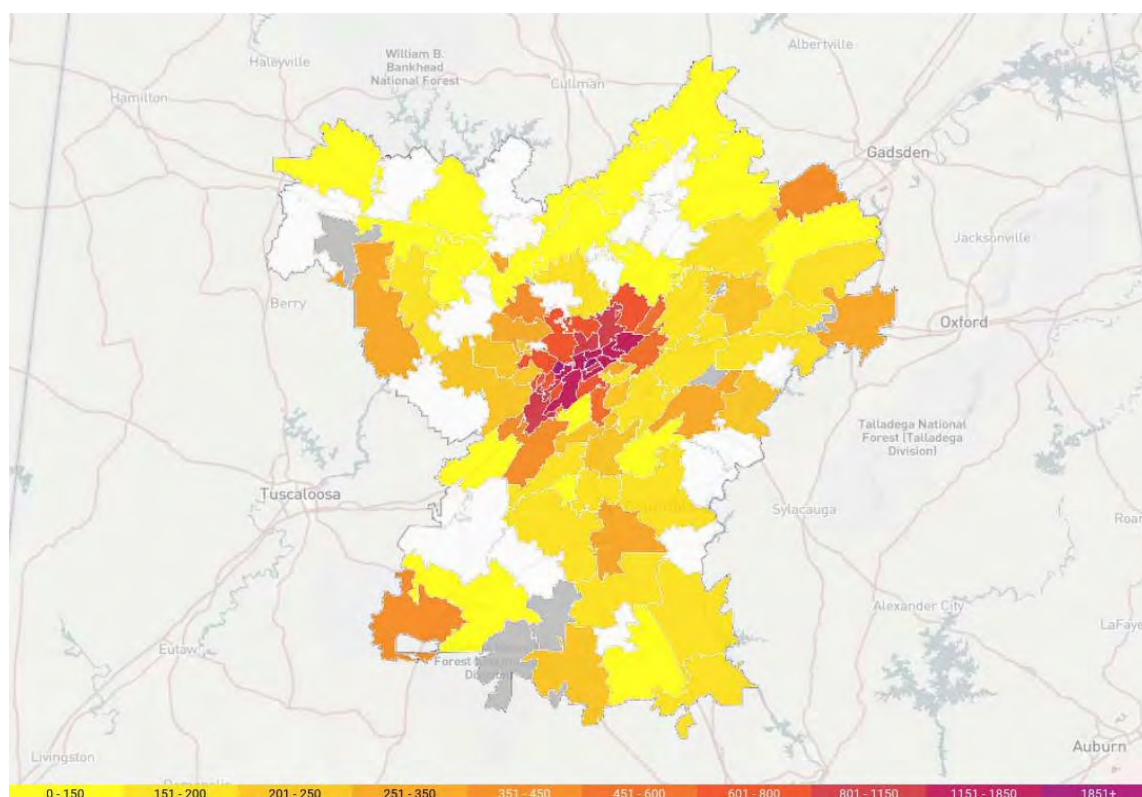 Haleyville
William B.
Bankhead
National Forest
Albertville
Cullman
Hamilton
Gadsden
Jacksonville
Berry
Oxford
Talladega National
Forest (Talladega
Division)
Tuscaloosa
Sylacauga
Roan
Alexander City
LaFaye
Eutaw
Livingston
Auburn
0 - 150 151 - 200 201 - 250 251 - 350 351 - 450 451 - 600 601 - 800 801 - 1150 1151 - 1850 1851+